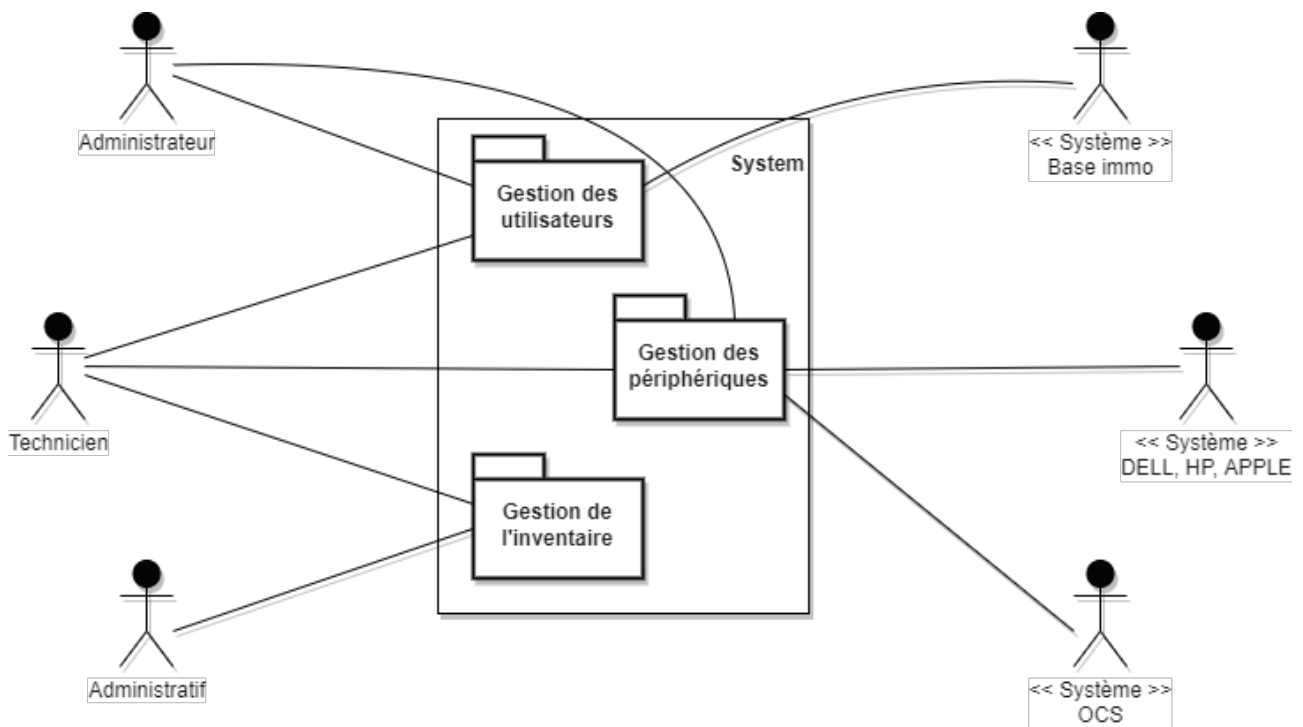 Administrateur
<< Système >>
Base immo
System
Gestion des
utilisateurs
Gestion des
périphériques
Technicien
<< Système >>
DELL, HP, APPLE
Gestion de
l'inventaire
Administratif
<< Système >>
OCS